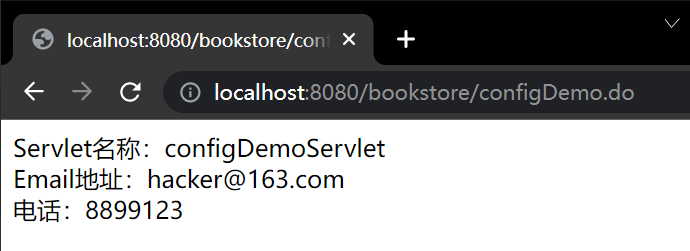 localhost:8080/bookstore/conf
localhost:8080/bookstore/configDemo.do
Servlet名称：configDemoServlet
Email地址：hacker@163.com
电话：8899123